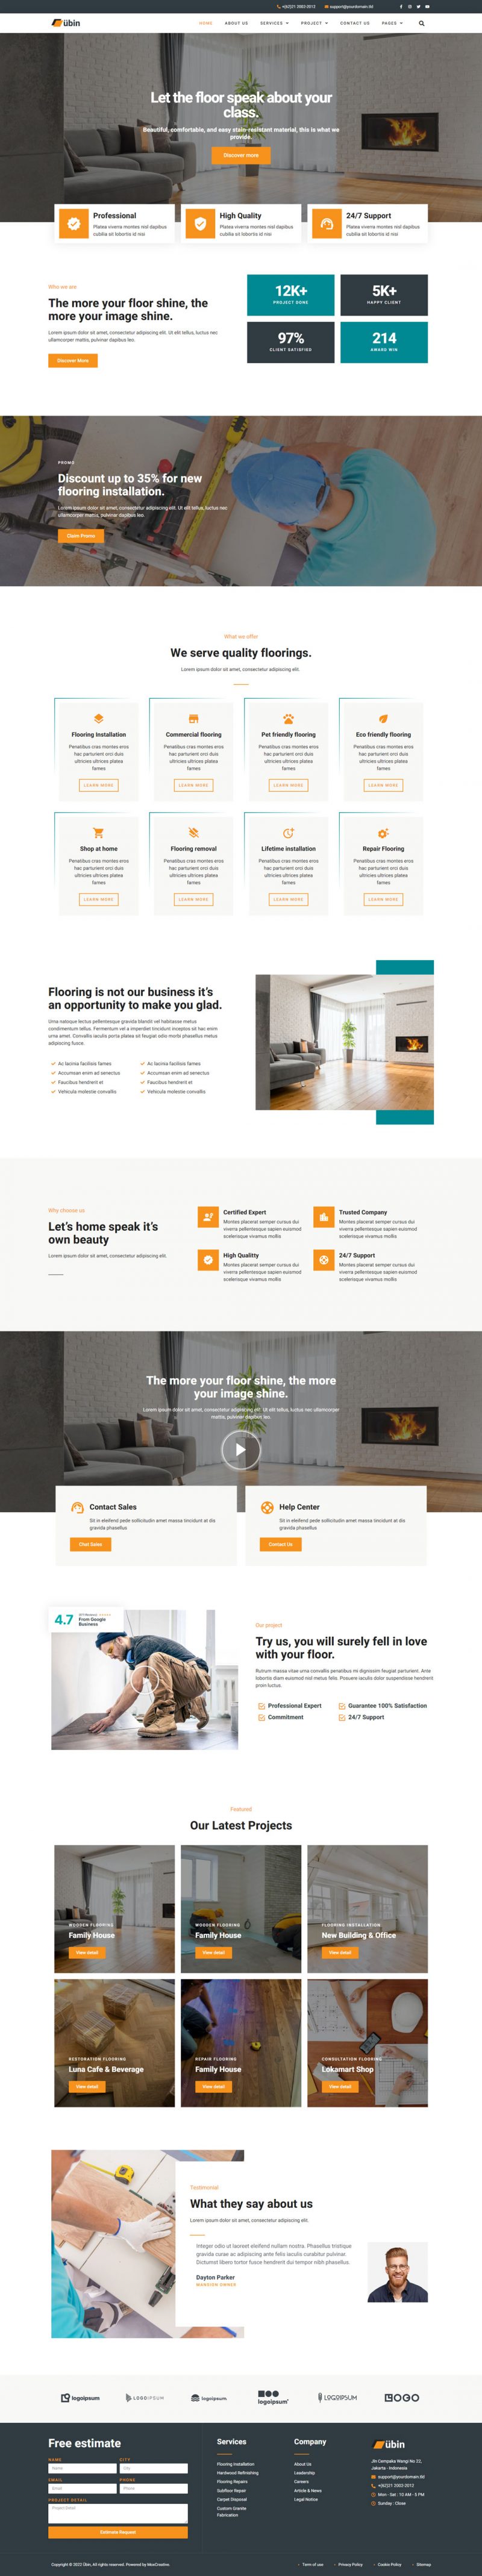 +(62)21 2002 2012
support@yourdomain.tld
übin
HOME
ABOUT US
SERVICES
PROJECT
CONTACT US
PAGES
Let the floor speak about your
class.
Beautiful, comfortable, and easy stain-resistant material, this is what we
provide.
Discover more
Professional
Platea viverra montes nisl dapibus
cubilia sit lobortis id nisi
High Quality
Platea viverra montes nisl dapibus
cubilia sit lobortis id nisi
24/7 Support
Platea viverra montes nisl dapibus
cubilia sit lobortis id nisi
Who we are
The more your floor shine, the
more your image shine.
Lorem ipsum dolor sit amet, consectetur adipiscing elit. Ut elit tellus, luctus nec
ullamcorper mattis, pulvinar dapibus leo.
Discover More
12K+
PROJECT DONE
5K+
HAPPY CLIENT
97%
CLIENT SATISFIED
214
AWARD WIN
PROMO
Discount up to 35% for new
flooring installation.
Lorem ipsum dolor sit amet, consectetur adipiscing elit. Ut elit tellus, luctus nec
ullamcorper mattis, pulvinar dapibus leo.
Claim Promo
What we offer
We serve quality floorings.
Lorem ipsum dolor sit amet, consectetur adipiscing elit.
Flooring Installation
Penatibus cras montes eros
hac parturient orci duis
ultricies ultrices platea
fames
LEARN MORE
Commercial flooring
Penatibus cras montes eros
hac parturient orci duis
ultricies ultrices platea
fames
LEARN MORE
Pet friendly flooring
Penatibus cras montes eros
hac parturient orci duis
ultricies ultrices platea
fames
LEARN MORE
Eco friendly flooring
Penatibus cras montes eros
hac parturient orci duis
ultricies ultrices platea
fames
LEARN MORE
Shop at home
Penatibus cras montes eros
hac parturient orci duis
ultricies ultrices platea
fames
LEARN MORE
Flooring removal
Penatibus cras montes eros
hac parturient orci duis
ultricies ultrices platea
fames
LEARN MORE
Lifetime installation
Penatibus cras montes eros
hac parturient orci duis
ultricies ultrices platea
fames
LEARN MORE
Repair Flooring
Penatibus cras montes eros
hac parturient orci duis
ultricies ultrices platea
fames
LEARN MORE
Flooring is not our business it's
an opportunity to make you glad.
Urna natoque lectus pellentesque gravida blandit vel habitasse metus
condimentum tellus. Fermentum vel a imperdiet tincidunt inceptos sit hac enim
urna amet. Convallis iaculis porta platea sit feugiat odio morbi phasellus metus
adipiscing fusce.
Ac lacinia facilisis fames
Accumsan enim ad senectus
Faucibus hendrerit et
Vehicula molestie convallis
Ac lacinia facilisis fames
Accumsan enim ad senectus
Faucibus hendrerit et
Vehicula molestie convallis
Why choose us
Let's home speak it's
own beauty
Lorem ipsum dolor sit amet, consectetur adipiscing elit.
Certified Expert
Montes placerat semper cursus dui
viverra pellentesque sapien euismod
scelerisque vivamus mollis
Trusted Company
Montes placerat semper cursus dui
viverra pellentesque sapien euismod
scelerisque vivamus mollis
High Qualitty
Montes placerat semper cursus dui
viverra pellentesque sapien euismod
scelerisque vivamus mollis
24/7 Support
Montes placerat semper cursus dui
viverra pellentesque sapien euismod
scelerisque vivamus mollis
The more your floor shine, the more
your image shine.
Lorem ipsum dolor sit amet, consectetur adipiscing elit. Ut elit tellus, luctus nec ullamcorper
mattis, pulvinar dapibus leo.
Contact Sales
Sit in eleifend pede sollicitudin amet massa tincidunt at dis
gravida phasellus
Chat Sales
Help Center
Sit in eleifend pede sollicitudin amet massa tincidunt at dis
gravida phasellus
Contact Us
4.7
From Google
Business
Our project
Try us, you will surely fell in love
with your floor.
Rutrum massa vitae urna convallis penatibus mi dignissim feugiat parturient. Ante
lobortis diam euismod nisl metus felis. Posuere iaculis dolor suspendisse hendrerit
proin luctus.
Professional Expert
Commitment
Guarantee 100% Satisfaction
24/7 Support
Featured
Our Latest Projects
WOODEN FLOORING
Family House
View detail
WOODEN FLOORING
Family House
View detail
FLOORING INSTALLATION
New Building & Office
View detail
RESTORATION FLOORING
Luna Cafe & Beverage
View detail
REPAIR FLOORING
Family House
View detail
CONSULTATION FLOORING
Lokamart Shop
View detail
Testimonial
What they say about us
Lorem ipsum dolor sit amet, consectetur adipiscing elit.
Integer odio ut laoreet eleifend nullam nostra. Phasellus tristique
gravida curae ac adipiscing ante felis iaculis curabitur pulvinar.
Dictumst libero tortor fusce hendrerit dui tempor nibh phasellus.
Dayton Parker
MANSION OWNER
logoipsum
LOGOIPSUM
logoipsum
logoipsum
LOGOIPSUM
LOGO
Free estimate
NAME
Name
CITY
City
EMAIL
Email
PHONE
Phone
PROJECT DETAIL
Project Detail
Estimate Request
Services
Flooring Installation
Hardwood Refinishing
Flooring Repairs
Subfloor Repair
Carpet Disposal
Custom Granite
Fabrication
Company
About Us
Leadership
Careers
Article & News
Legal Notice
übin
Jln Cempaka Wangi No 22,
Jakarta - Indonesia
support@yourdomain.tld
+(62)21 2002 2012
Mon - Sat : 10 AM - 5 PM
Sunday : Close
Copyright © 2022 Übin, All rights reserved. Powered by MoxCreative.
Term of use
Privacy Policy
Cookie Policy
Sitemap